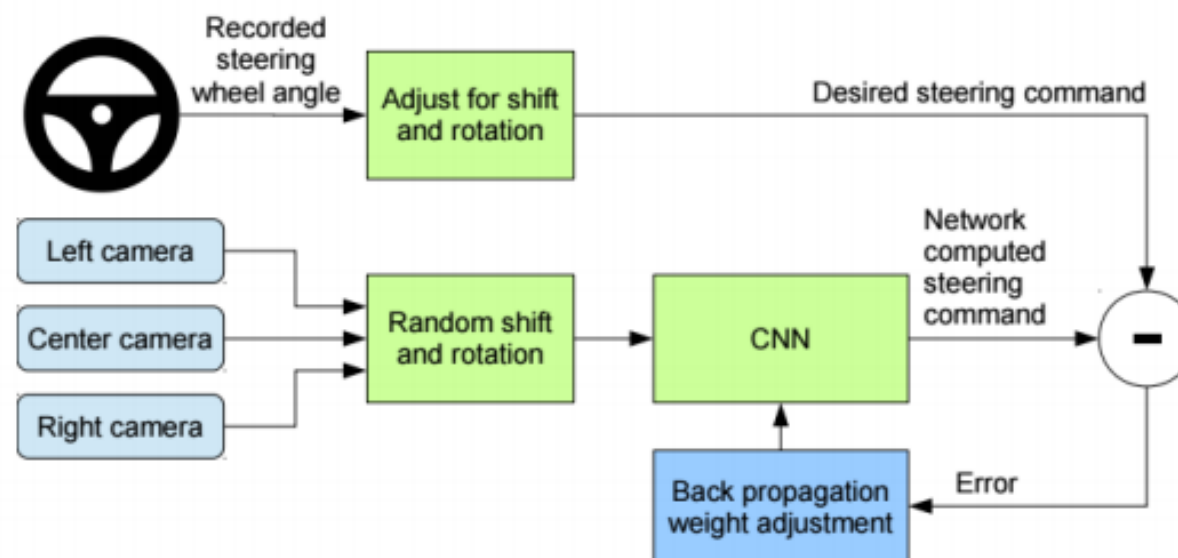 Recorded
steering
wheel angle
Adjust for shift
and rotation
Desired steering command
Left camera
Center camera
Right camera
Random shift
and rotation
CNN
Network
computed
steering
command
-
Back propagation
weight adjustment
Error